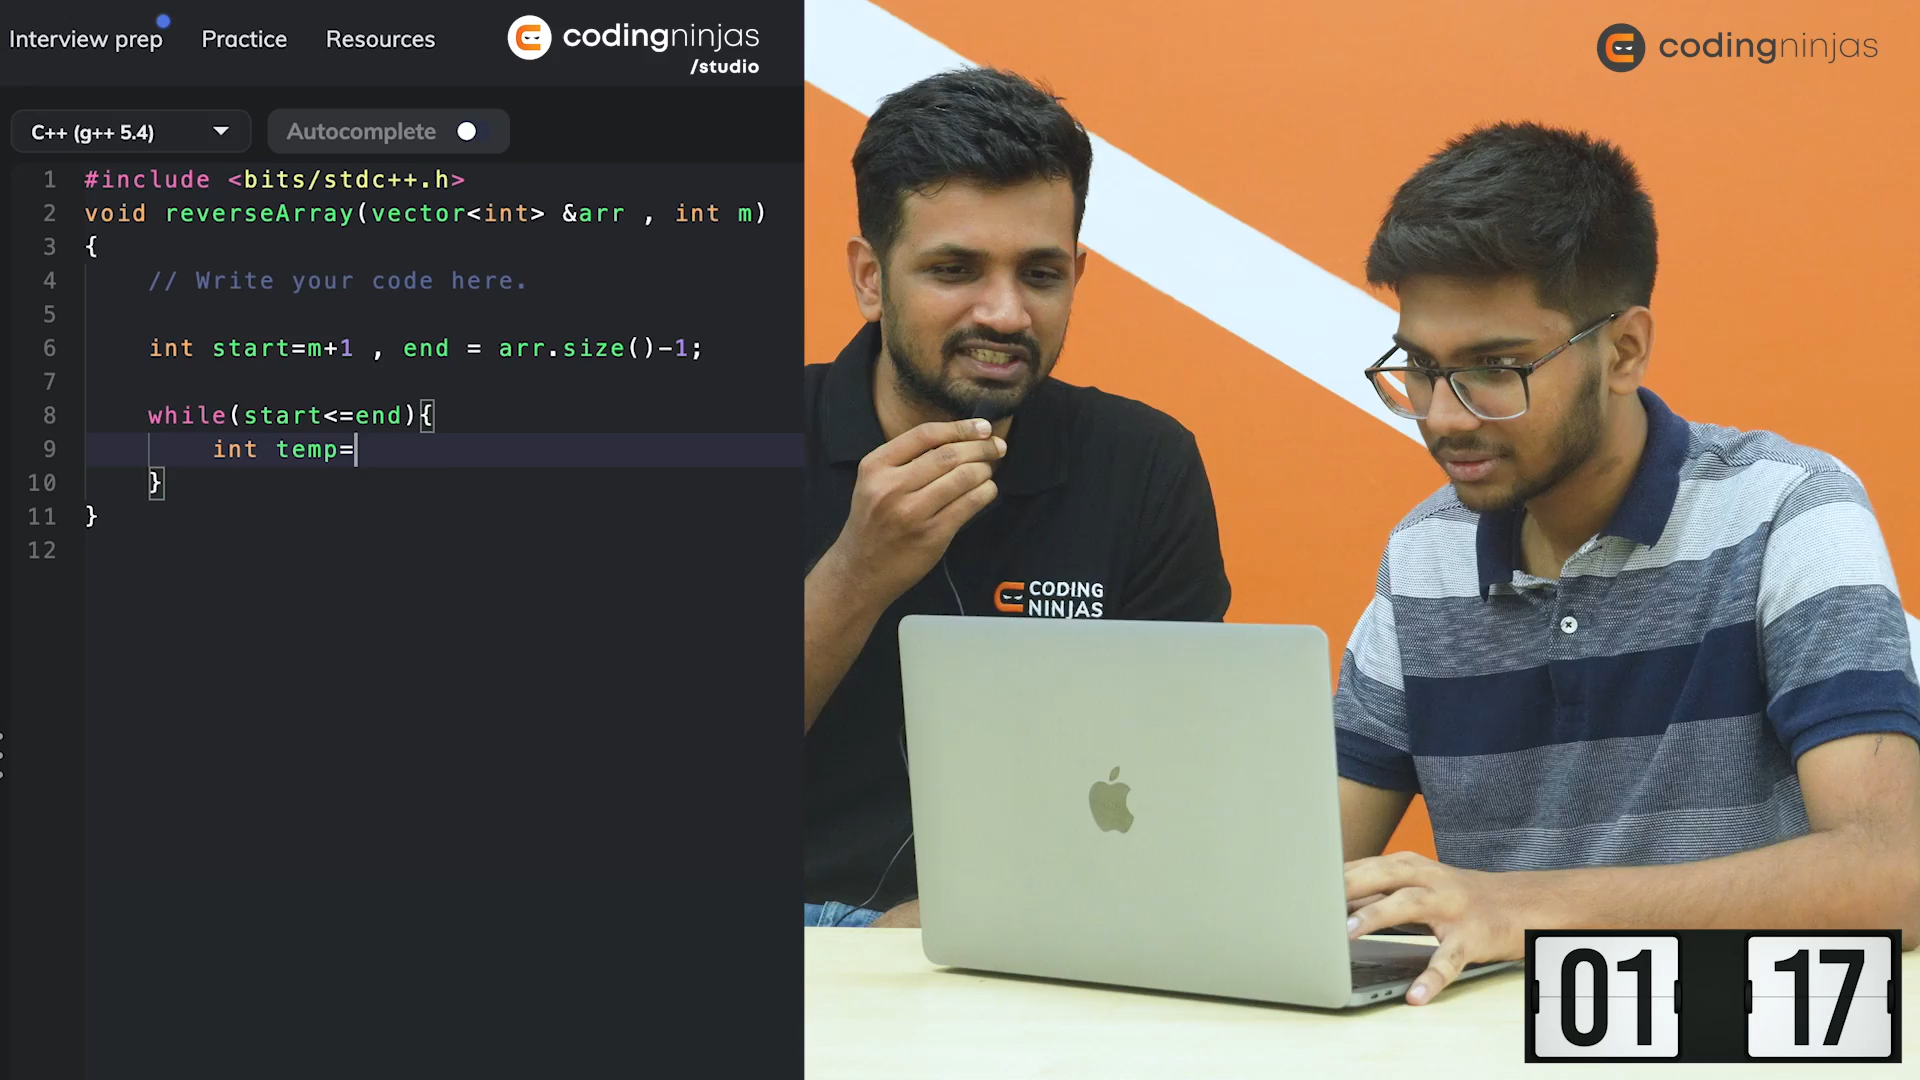 Interview prep Practice Resources
codingninjas
/studio
C++ (g++ 5.4) Autocomplete
1 #include <bits/stdc++.h>
2 void reverseArray(vector<int> &arr , int m)
3 {
4 // Write your code here.
5
6 int start=m+1 , end = arr.size()-1;
7
8 while(start<=end){
9 int temp=
10 }
11 }
12
codingninjas
CODING
NINJAS
01 17